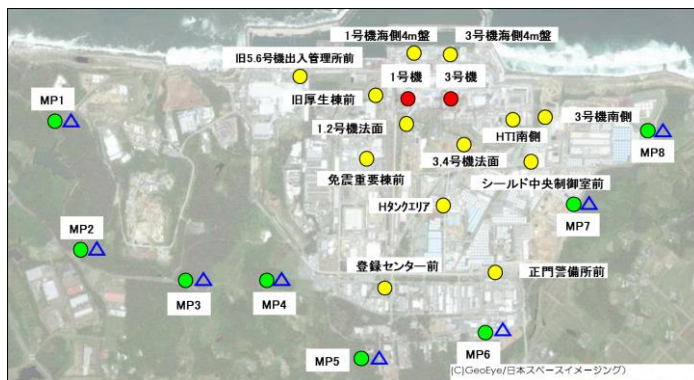 1号機海側4m盤
3号機海側4m盤
旧5.6号機出入管理所前
1号機
3号機
MP1
旧厚生棟前
1.2号機法面
HTI南側
3号機南側
3,4号機法面
MP8
免震重要棟前
シールド中央制御室前
Hタンクエリア
MP7
MP2
登録センター前
正門警備所前
MP3
MP4
MP5
MP6
(C)GeoEye/日本スペースイメージング)